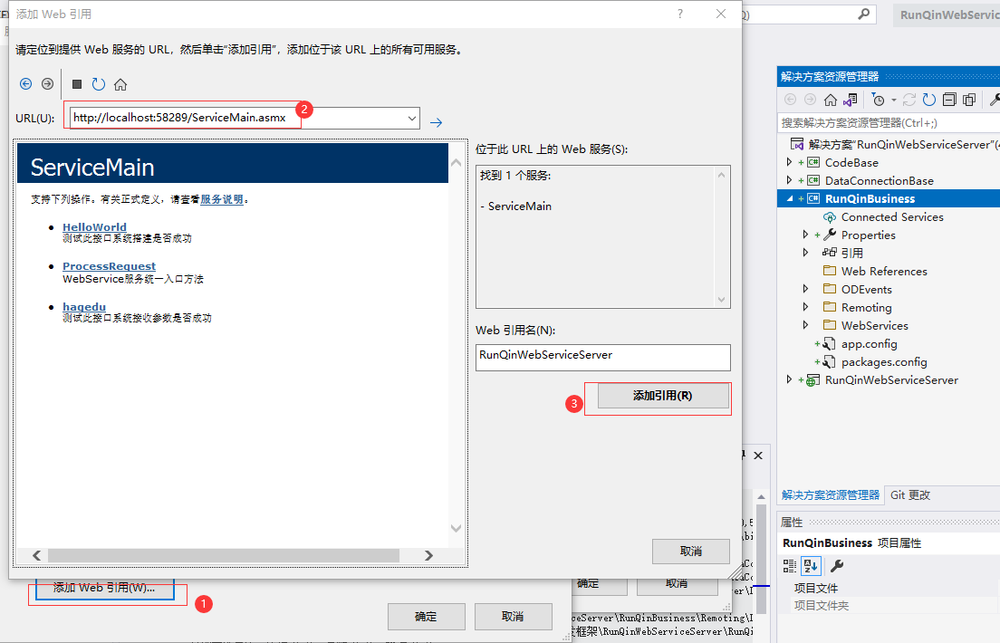 添加 Web 引用
?
RunQinWebServic
请定位到提供 Web 服务的 URL，然后单击“添加引用”，添加位于该 URL 上的所有可用服务。
URL(U):
http://localhost:58289/ServiceMain.asmx
2
ServiceMain
支持下列操作。有关正式定义，请查看服务说明。
HelloWorld
测试此接口系统搭建是否成功
ProcessRequest
WebService服务统一入口方法
hagedu
测试此接口系统接收参数是否成功
位于此 URL 上的 Web 服务(S):
找到 1 个服务:
- ServiceMain
Web 引用名(N):
RunQinWebServiceServer
3
添加引用(R)
取消
添加 Web 引用(W)...
1
确定
取消
确定
取消
ceServer\RunQinBusiness\Remoting\
发框架\RunQinWebServiceServer\RunQi
解决方案资源管理器
搜索解决方案资源管理器(Ctrl+;)
解决方案"RunQinWebServiceServer"(
CodeBase
DataConnectionBase
RunQinBusiness
Connected Services
Properties
引用
Web References
ODEvents
Remoting
WebServices
app.config
packages.config
RunQinWebServiceServer
解决方案资源管理器
Git 更改
属性
RunQinBusiness 项目属性
项目文件
项目文件夹